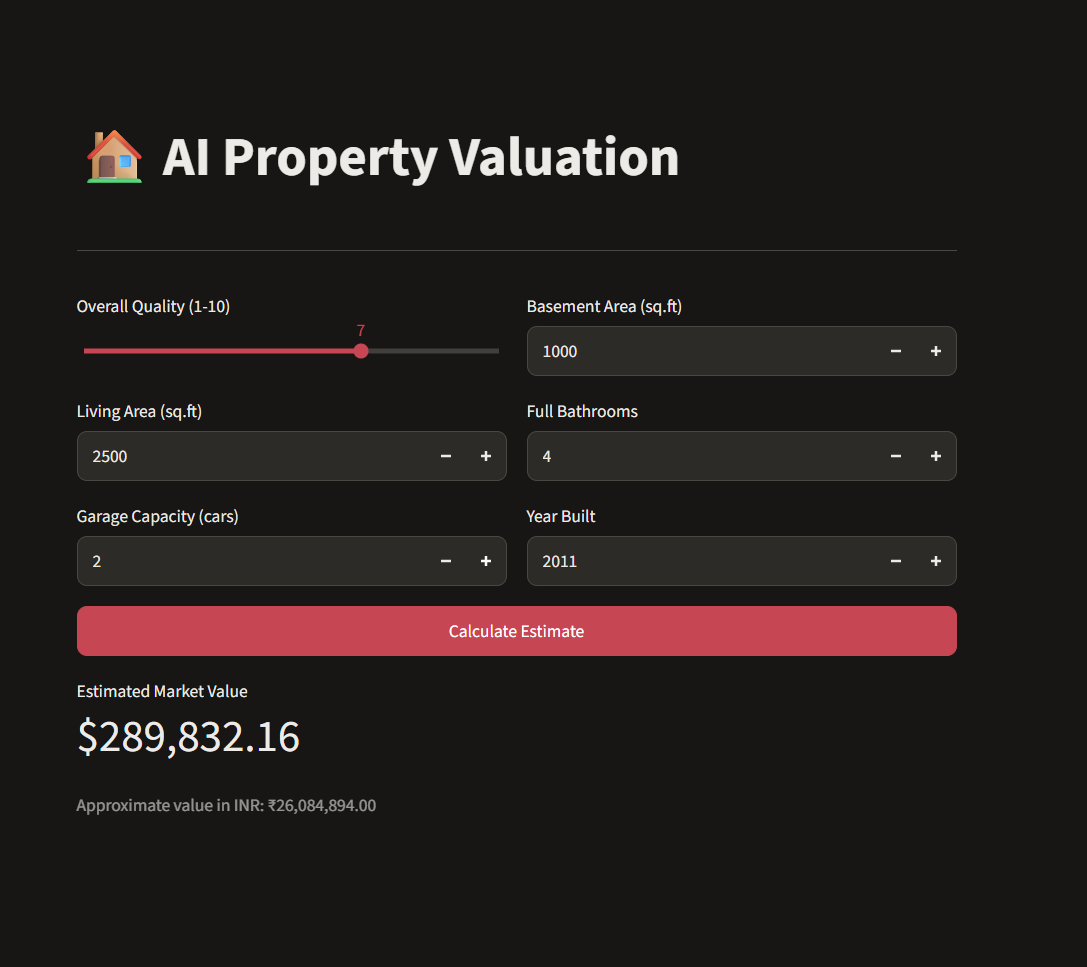 AI Property Valuation
Overall Quality (1-10)
7
Basement Area (sq.ft)
1000
Living Area (sq.ft)
2500
Full Bathrooms
4
Garage Capacity (cars)
2
Year Built
2011
Calculate Estimate
Estimated Market Value
$289,832.16
Approximate value in INR: ₹26,084,894.00